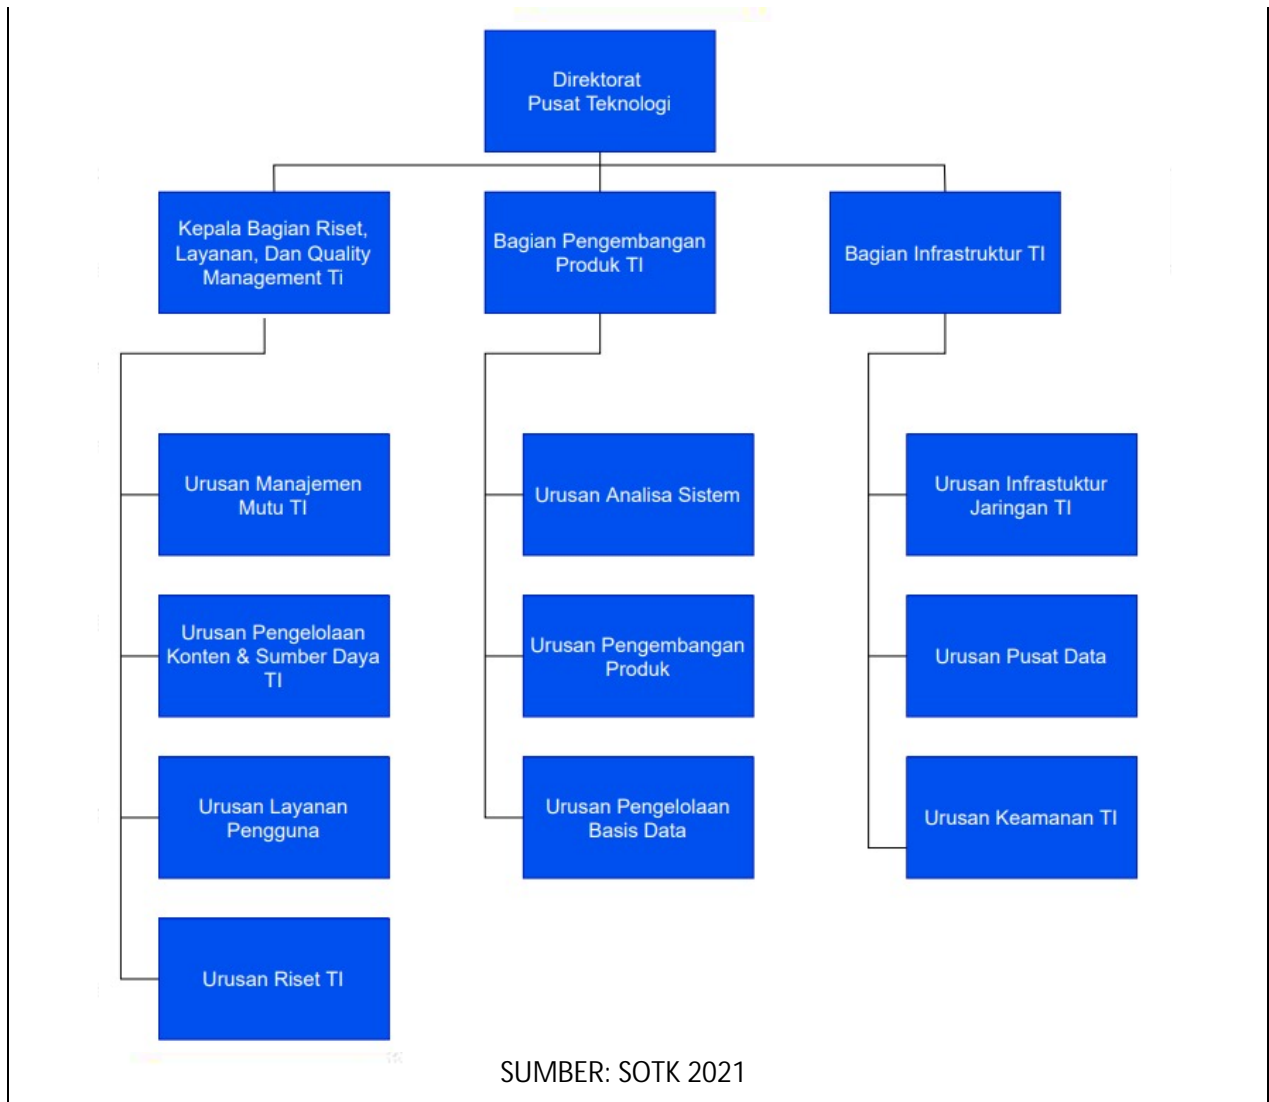 Direktorat
Pusat Teknologi
Kepala Bagian Riset,
Layanan, Dan Quality
Management Ti
Bagian Pengembangan
Produk TI
Bagian Infrastruktur TI
Urusan Manajemen
Mutu TI
Urusan Pengelolaan
Konten & Sumber Daya
TI
Urusan Layanan
Pengguna
Urusan Riset TI
Urusan Analisa Sistem
Urusan Pengembangan
Produk
Urusan Pengelolaan
Basis Data
Urusan Infrastuktur
Jaringan TI
Urusan Pusat Data
Urusan Keamanan TI
SUMBER: SOTK 2021